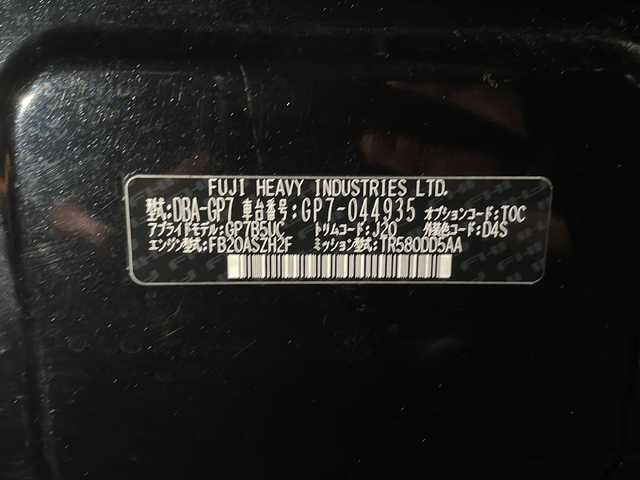 FUJI HEAVY INDUSTRIES LTD.
型式:DBA-GP7 車台番号:GP7-044935 オプションコード:TOC
アプライドモデル:GP7B5UC トリムコード:J20 外装色コード:D4S
エンジン型式:FB20ASZH2F ミッション型式:TR580DD5AA